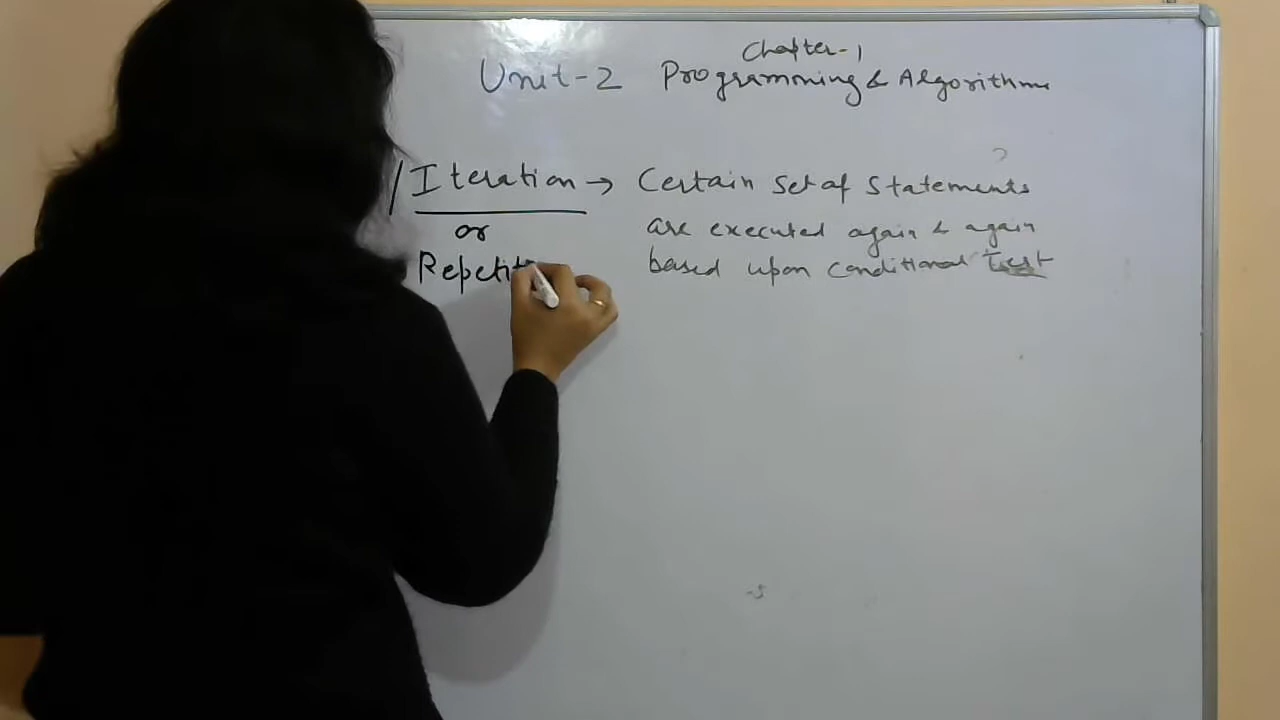 Chapter-1
Unit-2 Programming & Algorithms
Iteration → Certain set of statements
or are executed again & again
Repetit based upon conditional test